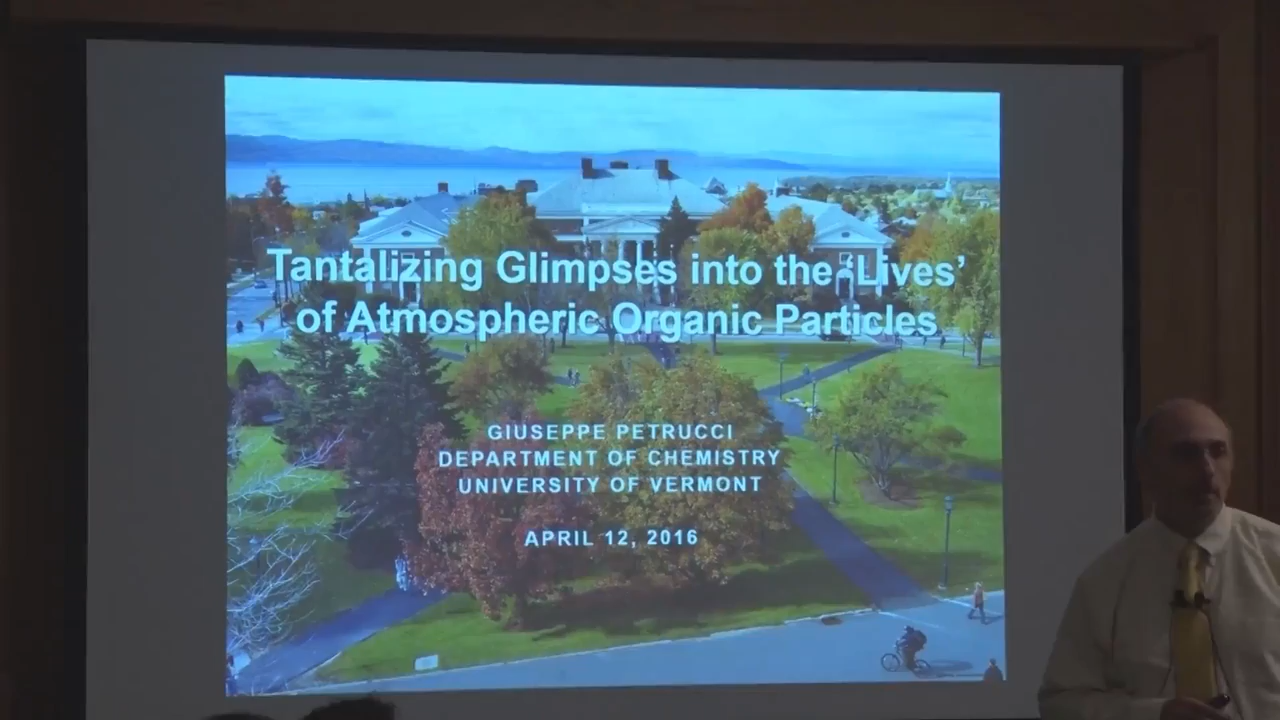 Tantalizing Glimpses into the ‘Lives’
of Atmospheric Organic Particles
GIUSEPPE PETRUCCI
DEPARTMENT OF CHEMISTRY
UNIVERSITY OF VERMONT
APRIL 12, 2016